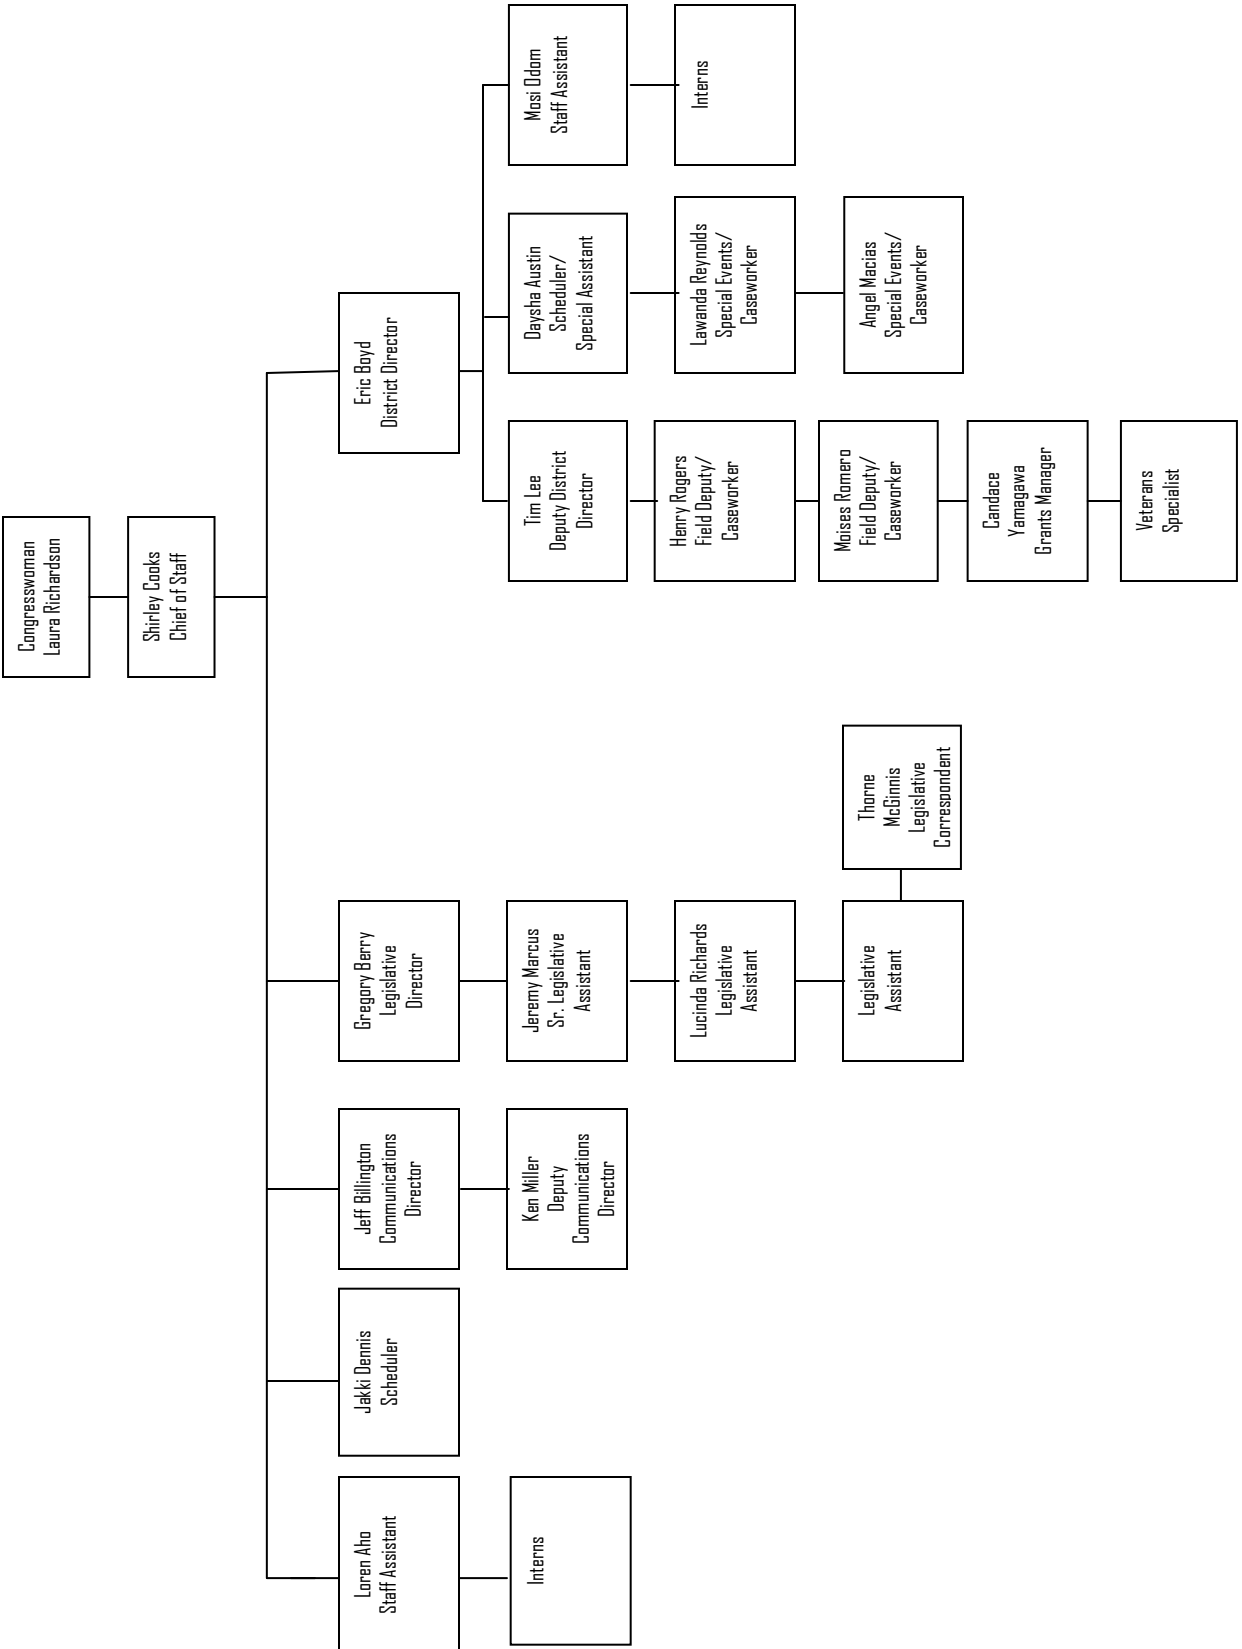 Congresswoman
Laura Richardson
Shirley Cooks
Chief of Staff
Loren Aho
Staff Assistant
Jakki Dennis
Scheduler
Jeff Billington
Communications
Director
Gregory Berry
Legislative
Director
Eric Boyd
District Director
Interns
Ken Miller
Deputy
Communications
Director
Jeremy Marcus
Sr. Legislative
Assistant
Tim Lee
Deputy District
Director
Daysha Austin
Scheduler/
Special Assistant
Mosi Odom
Staff Assistant
Lucinda Richards
Legislative
Assistant
Henry Rogers
Field Deputy/
Caseworker
Lawanda Reynolds
Special Events/
Caseworker
Interns
Legislative
Assistant
Thorne
McGinnis
Legislative
Correspondent
Moises Romero
Field Deputy/
Caseworker
Angel Macias
Special Events/
Caseworker
Candace
Yamagawa
Grants Manager
Veterans
Specialist